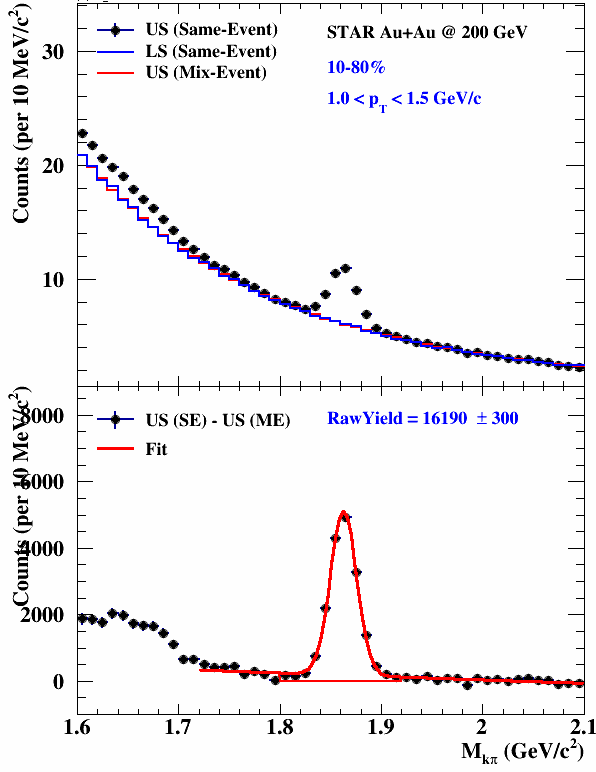 US (Same-Event)
LS (Same-Event)
US (Mix-Event)
STAR Au+Au @ 200 GeV
10-80%
1.0 < p_T < 1.5 GeV/c
Counts (per 10 MeV/c²)
30
20
10
US (SE) - US (ME)
Fit
RawYield = 16190 ± 300
Counts (per 10 MeV/c²)
8000
6000
4000
2000
0
1.6 1.7 1.8 1.9 2 2.1
M_kπ (GeV/c²)